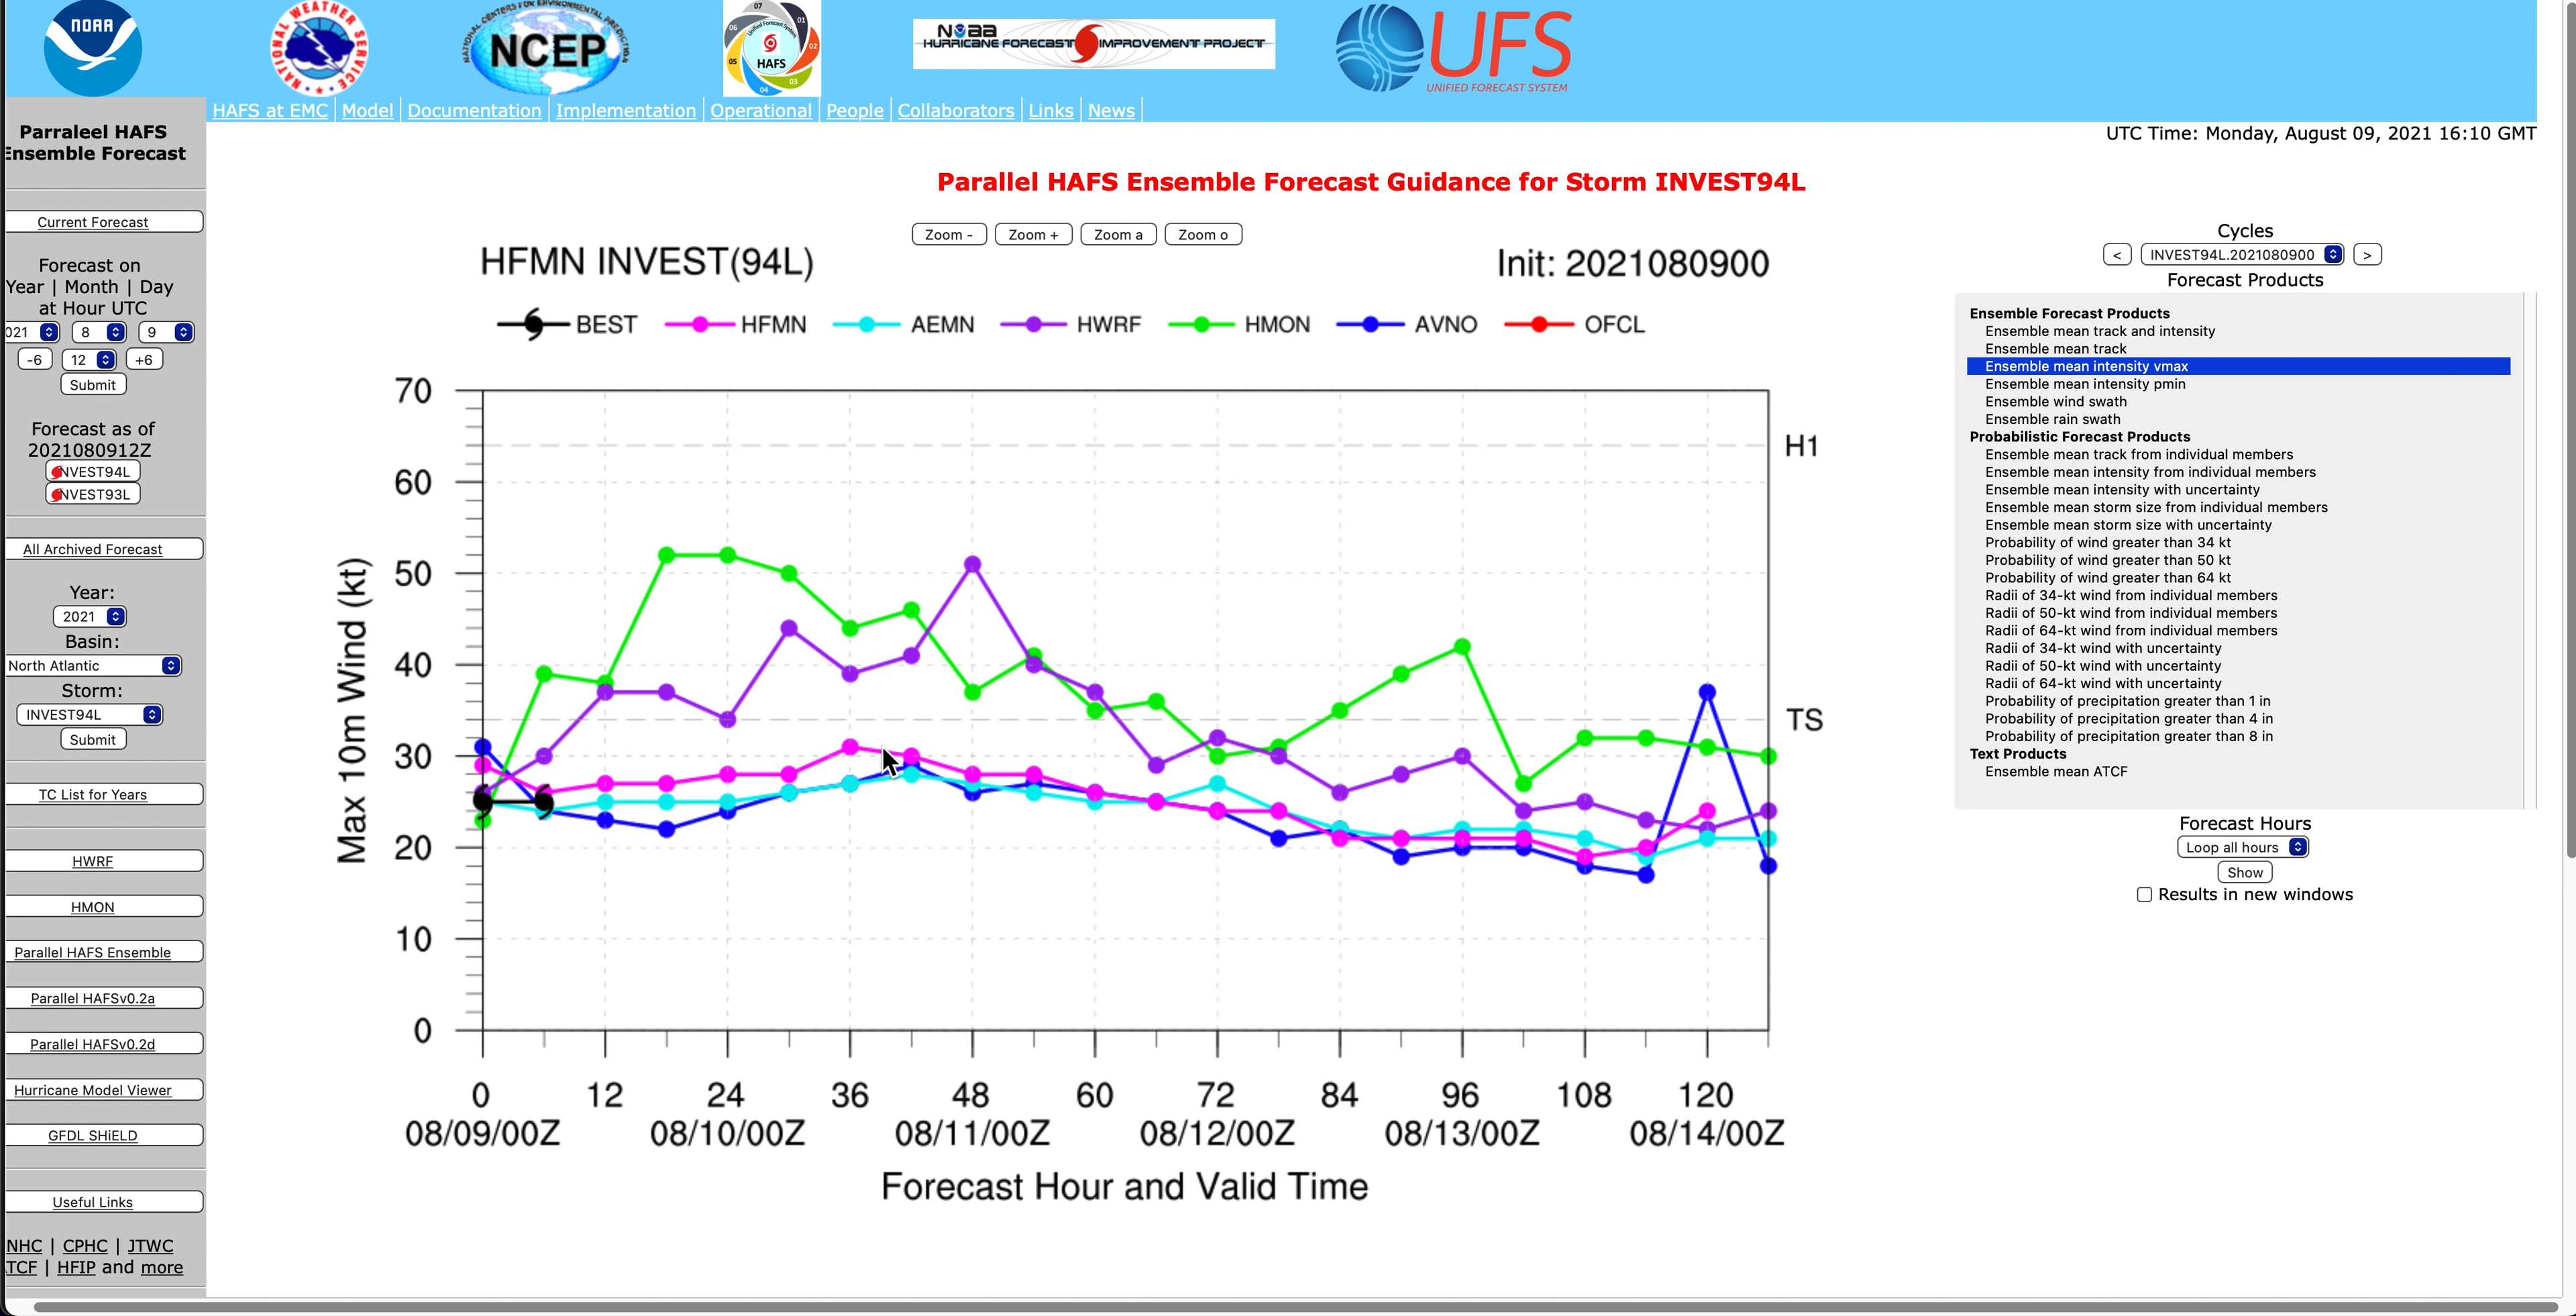 NOAA
NATIONAL WEATHER SERVICE
NATIONAL CENTERS FOR ENVIRONMENTAL PREDICTION
NCEP
07
01
02
03
04
05
06
Unified Forecast System
HAFS
NOAA
HURRICANE FORECAST IMPROVEMENT PROJECT
UFS
UNIFIED FORECAST SYSTEM
HAFS at EMC | Model | Documentation | Implementation | Operational | People | Collaborators | Links | News |
UTC Time: Monday, August 09, 2021 16:10 GMT
Parraleel HAFS
Ensemble Forecast
Current Forecast
Forecast on
Year | Month | Day
at Hour UTC
021 8 9
-6 12 +6
Submit
Forecast as of
2021080912Z
NVEST94L
NVEST93L
All Archived Forecast
Year:
2021
Basin:
North Atlantic
Storm:
INVEST94L
Submit
TC List for Years
HWRF
HMON
Parallel HAFS Ensemble
Parallel HAFSv0.2a
Parallel HAFSv0.2d
Hurricane Model Viewer
GFDL SHiELD
Useful Links
NHC | CPHC | JTWC
TCF | HFIP and more
Parallel HAFS Ensemble Forecast Guidance for Storm INVEST94L
Zoom - Zoom + Zoom a Zoom o
HFMN INVEST(94L) Init: 2021080900
BEST HFMN AEMN HWRF HMON AVNO OFCL
Max 10m Wind (kt)
70
60
50
40
30
20
10
0
H1
TS
0 12 24 36 48 60 72 84 96 108 120
08/09/00Z 08/10/00Z 08/11/00Z 08/12/00Z 08/13/00Z 08/14/00Z
Forecast Hour and Valid Time
Cycles
< INVEST94L.2021080900 >
Forecast Products
Ensemble Forecast Products
Ensemble mean track and intensity
Ensemble mean track
Ensemble mean intensity vmax
Ensemble mean intensity pmin
Ensemble wind swath
Ensemble rain swath
Probabilistic Forecast Products
Ensemble mean track from individual members
Ensemble mean intensity from individual members
Ensemble mean intensity with uncertainty
Ensemble mean storm size from individual members
Ensemble mean storm size with uncertainty
Probability of wind greater than 34 kt
Probability of wind greater than 50 kt
Probability of wind greater than 64 kt
Radii of 34-kt wind from individual members
Radii of 50-kt wind from individual members
Radii of 64-kt wind from individual members
Radii of 34-kt wind with uncertainty
Radii of 50-kt wind with uncertainty
Radii of 64-kt wind with uncertainty
Probability of precipitation greater than 1 in
Probability of precipitation greater than 4 in
Probability of precipitation greater than 8 in
Text Products
Ensemble mean ATCF
Forecast Hours
Loop all hours
Show
Results in new windows